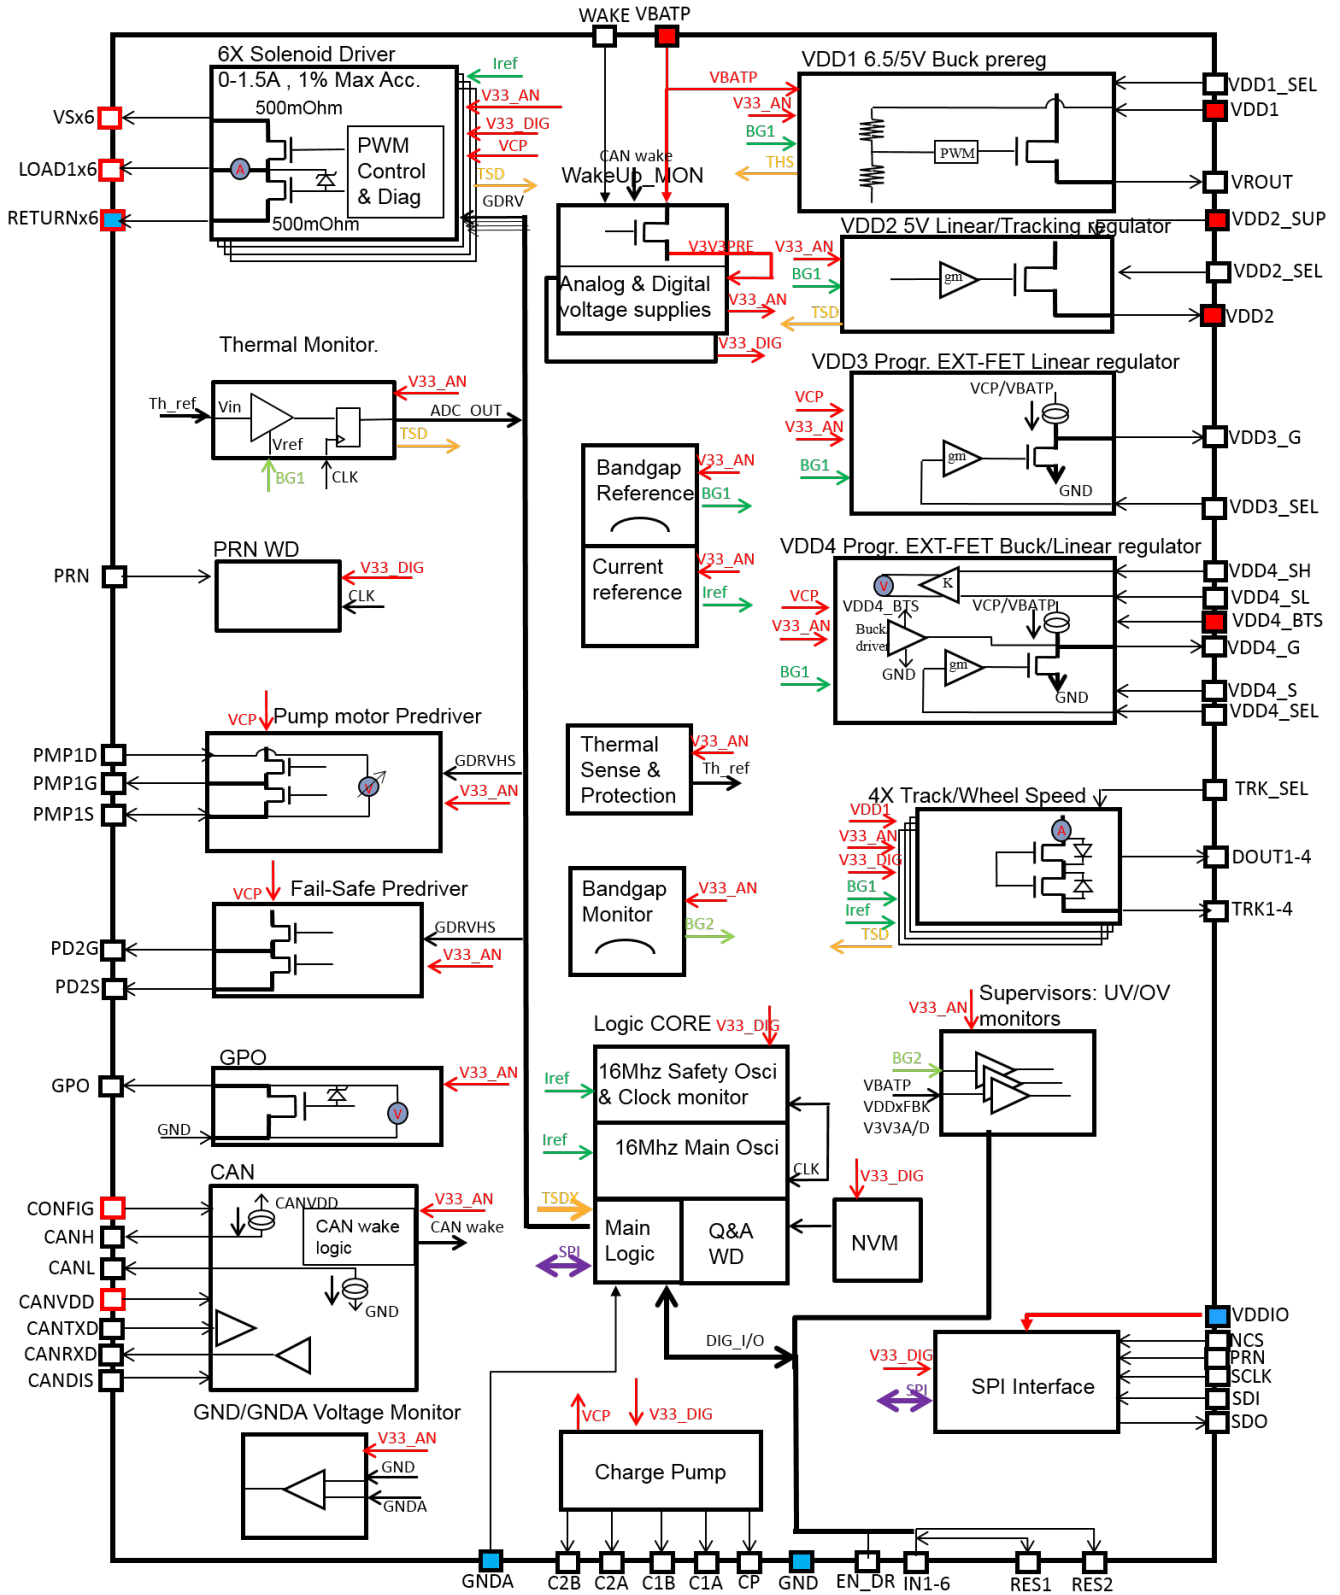 WAKE
VBATP
6X Solenoid Driver
0-1.5A , 1% Max Acc.
500mOhm
A
PWM
Control
& Diag
500mOhm
Iref
V33_AN
V33_DIG
VCP
TSD
GDRV
VSx6
LOAD1x6
RETURNx6
CAN wake
WakeUp_MON
V3V3PRE
Analog & Digital
voltage supplies
V33_AN
V33_DIG
VDD1 6.5/5V Buck prereg
VBATP
V33_AN
BG1
THS
PWM
VDD1_SEL
VDD1
VROUT
VDD2_SUP
VDD2 5V Linear/Tracking regulator
V33_AN
BG1
TSD
gm
VDD2_SEL
VDD2
Thermal Monitor.
Th_ref
Vin
Vref
BG1
CLK
V33_AN
ADC_OUT
TSD
VDD3 Progr. EXT-FET Linear regulator
VCP/VBATP
VCP
V33_AN
BG1
gm
GND
VDD3_G
VDD3_SEL
Bandgap
Reference
V33_AN
BG1
Current
reference
V33_AN
Iref
PRN WD
PRN
V33_DIG
CLK
VDD4 Progr. EXT-FET Buck/Linear regulator
V
K
VCP
V33_AN
BG1
VDD4_BTS
VCP/VBATP
Buck
driver
GND
gm
GND
VDD4_SH
VDD4_SL
VDD4_BTS
VDD4_G
VDD4_S
VDD4_SEL
VCP
Pump motor Predriver
V
GDRVHS
V33_AN
PMP1D
PMP1G
PMP1S
Thermal
Sense &
Protection
V33_AN
Th_ref
4X Track/Wheel Speed
VDD1
V33_AN
V33_DIG
BG1
Iref
TSD
A
TRK_SEL
DOUT1-4
TRK1-4
VCP
Fail-Safe Predriver
GDRVHS
V33_AN
PD2G
PD2S
Bandgap
Monitor
V33_AN
BG2
Supervisors: UV/OV
monitors
V33_AN
BG2
VBATP
VDDxFBK
V3V3A/D
GPO
GPO
GND
V
V33_AN
Logic CORE
V33_DIG
16Mhz Safety Osci
& Clock monitor
16Mhz Main Osci
Iref
Iref
CLK
TSDX
SPI
Main
Logic
Q&A
WD
V33_DIG
NVM
DIG_I/O
CAN
CANVDD
CAN wake
logic
GND
V33_AN
CAN wake
CONFIG
CANH
CANL
CANVDD
CANTXD
CANRXD
CANDIS
V33_DIG
SPI
SPI Interface
VDDIO
NCS
PRN
SCLK
SDI
SDO
GND/GNDA Voltage Monitor
V33_AN
GND
GNDA
VCP
V33_DIG
Charge Pump
GNDA
C2B
C2A
C1B
C1A
CP
GND
EN_DR
IN1-6
RES1
RES2